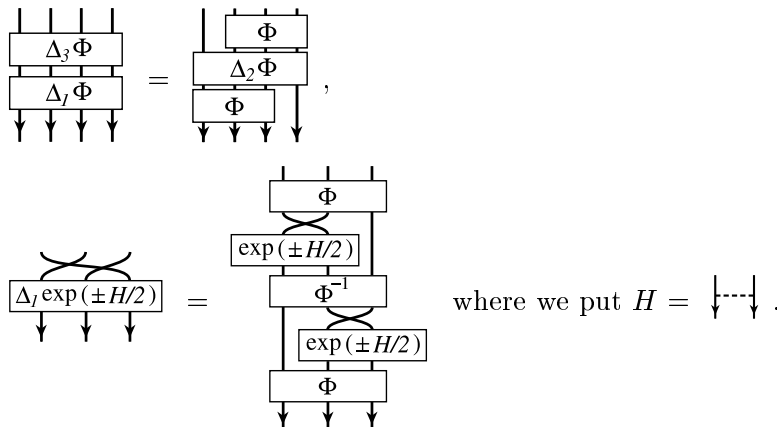 Φ
Δ₃Φ
Δ₂Φ
Δ₁Φ = Φ ,
Φ
exp(±H/2)
Δ₁exp(±H/2) = Φ⁻¹ where we put H = .
exp(±H/2)
Φ